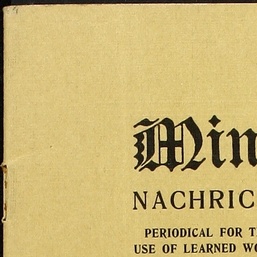 Min
NACHRIC
PERIODICAL FOR T
USE OF LEARNED WO